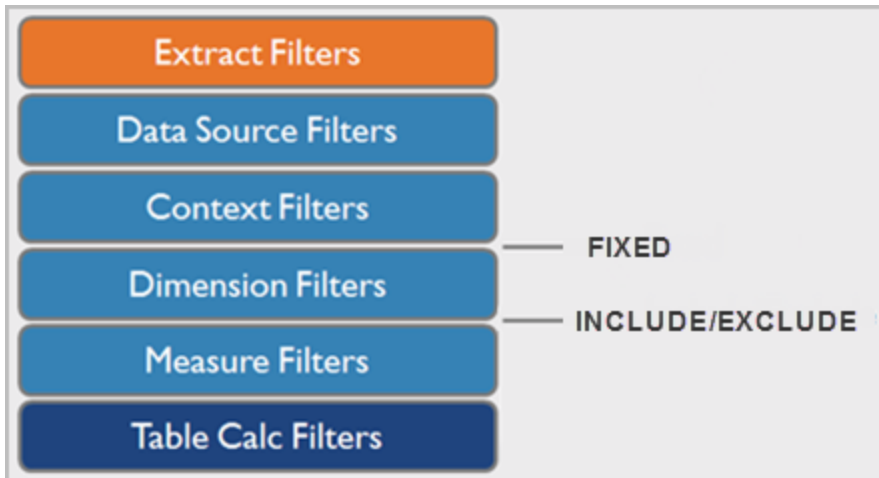 Extract Filters
Data Source Filters
Context Filters
FIXED
Dimension Filters
INCLUDE/EXCLUDE
Measure Filters
Table Calc Filters